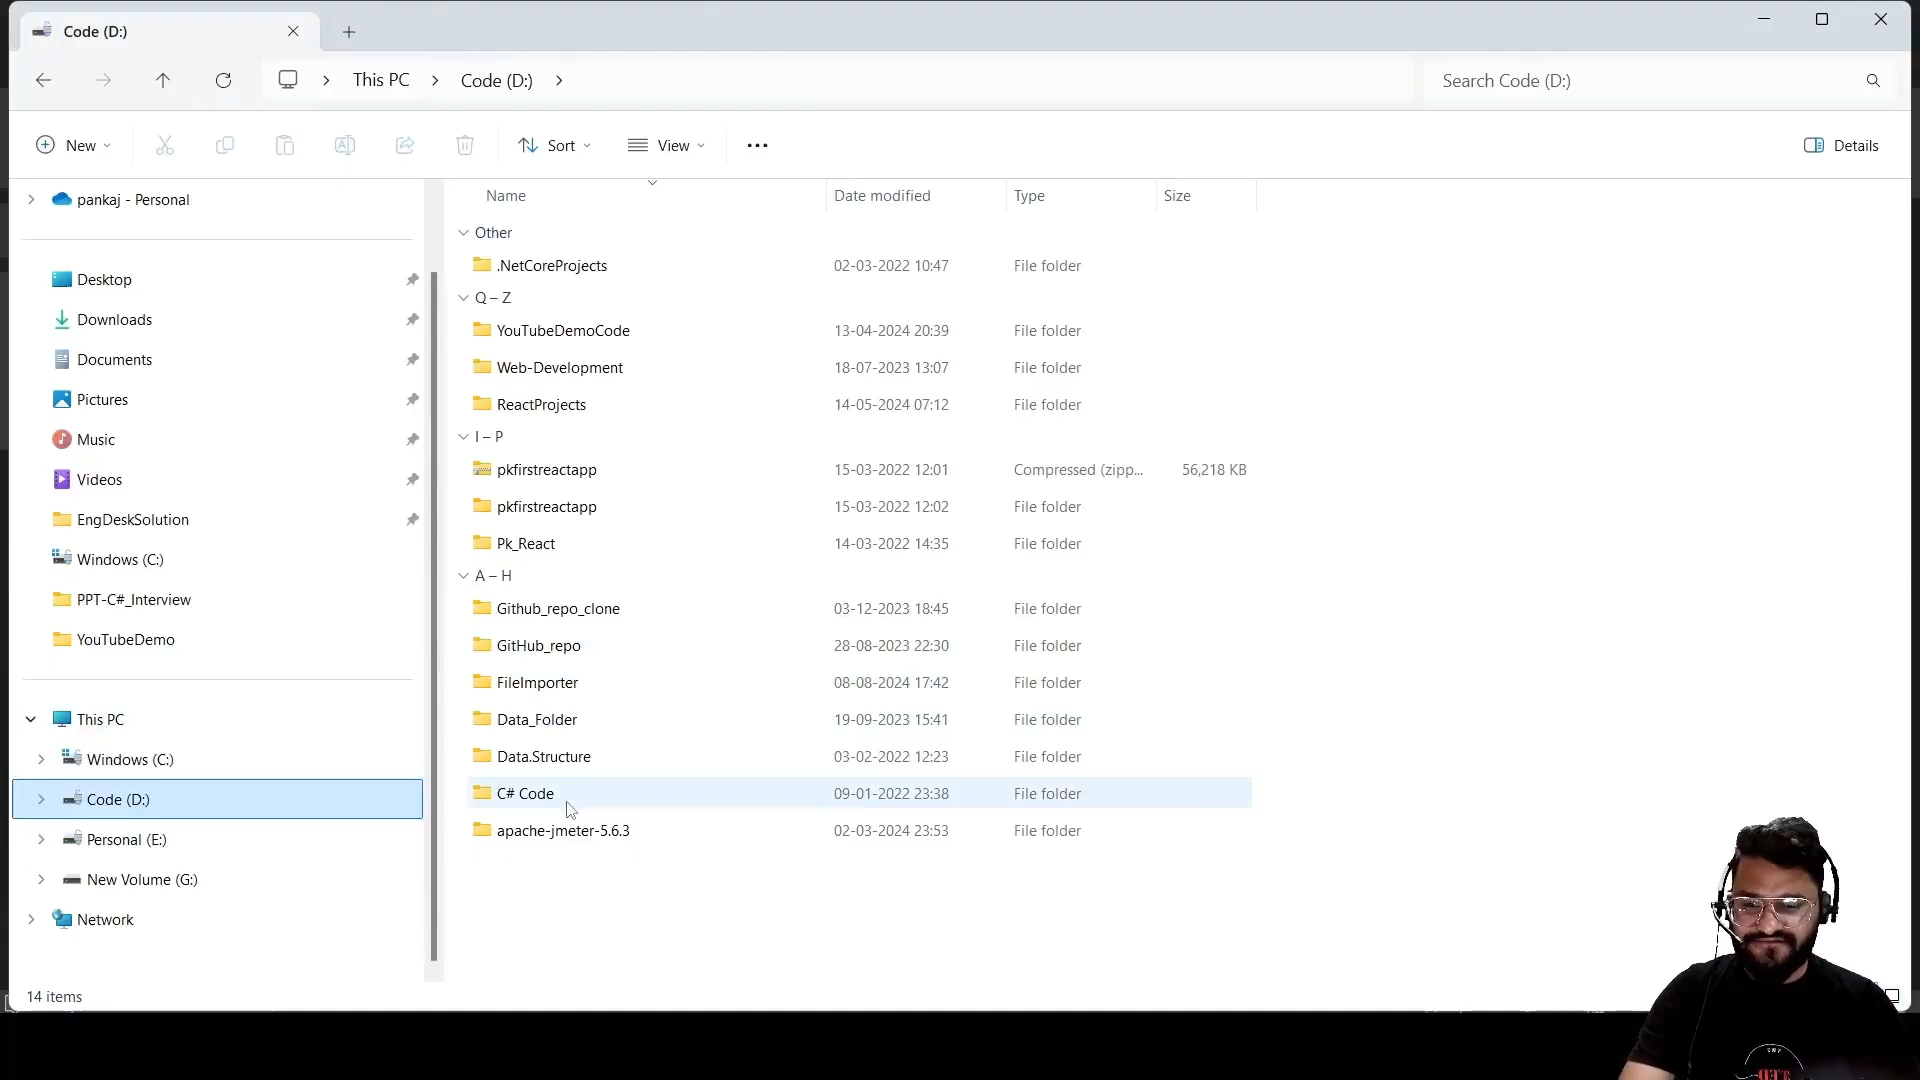 Code (D:)
This PC
Code (D:)
Search Code (D:)
New
Sort
View
Details
pankaj - Personal
Desktop
Downloads
Documents
Pictures
Music
Videos
EngDeskSolution
Windows (C:)
PPT-C#_Interview
YouTubeDemo
This PC
Windows (C:)
Code (D:)
Personal (E:)
New Volume (G:)
Network
14 items
Name Date modified Type Size
Other
.NetCoreProjects 02-03-2022 10:47 File folder
Q – Z
YouTubeDemoCode 13-04-2024 20:39 File folder
Web-Development 18-07-2023 13:07 File folder
ReactProjects 14-05-2024 07:12 File folder
I – P
pkfirstreactapp 15-03-2022 12:01 Compressed (zipp... 56,218 KB
pkfirstreactapp 15-03-2022 12:02 File folder
Pk_React 14-03-2022 14:35 File folder
A – H
Github_repo_clone 03-12-2023 18:45 File folder
GitHub_repo 28-08-2023 22:30 File folder
FileImporter 08-08-2024 17:42 File folder
Data_Folder 19-09-2023 15:41 File folder
Data.Structure 03-02-2022 12:23 File folder
C# Code 09-01-2022 23:38 File folder
apache-jmeter-5.6.3 02-03-2024 23:53 File folder